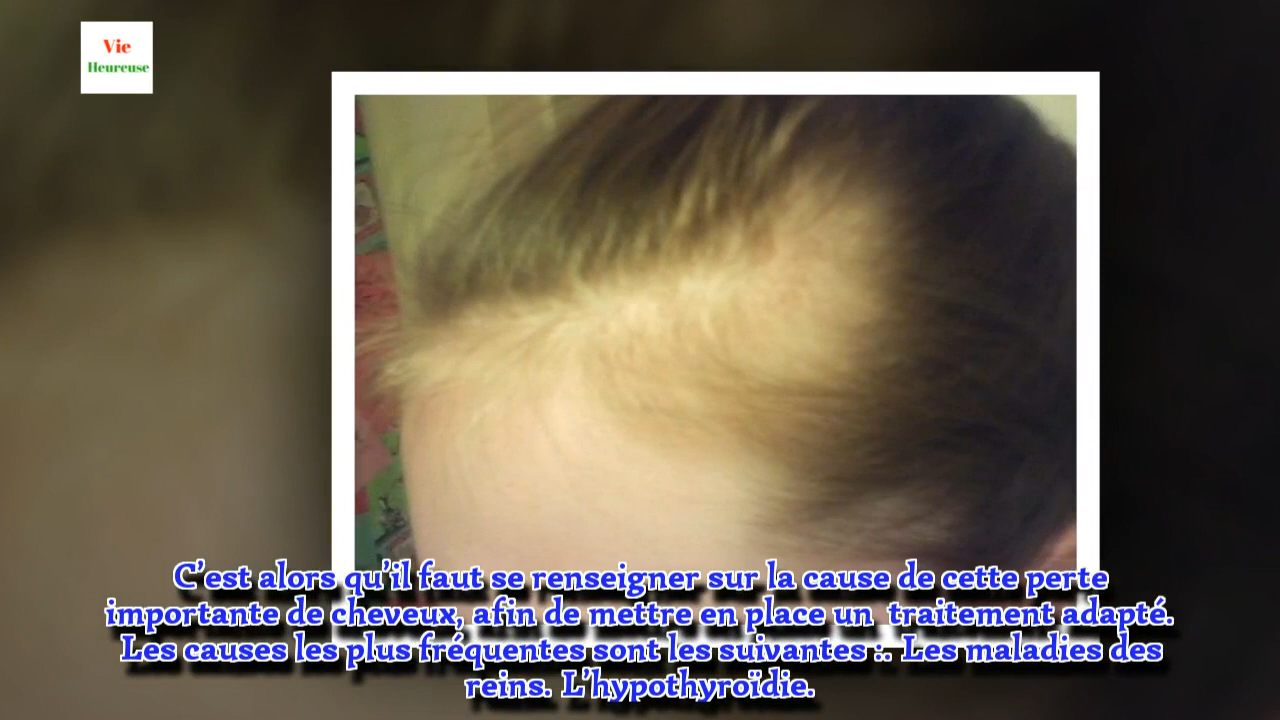 Vie
Heureuse
C'est alors qu'il faut se renseigner sur la cause de cette perte
importante de cheveux, afin de mettre en place un  traitement adapté.
Les causes les plus fréquentes sont les suivantes :. Les maladies des
reins. L'hypothyroïdie.